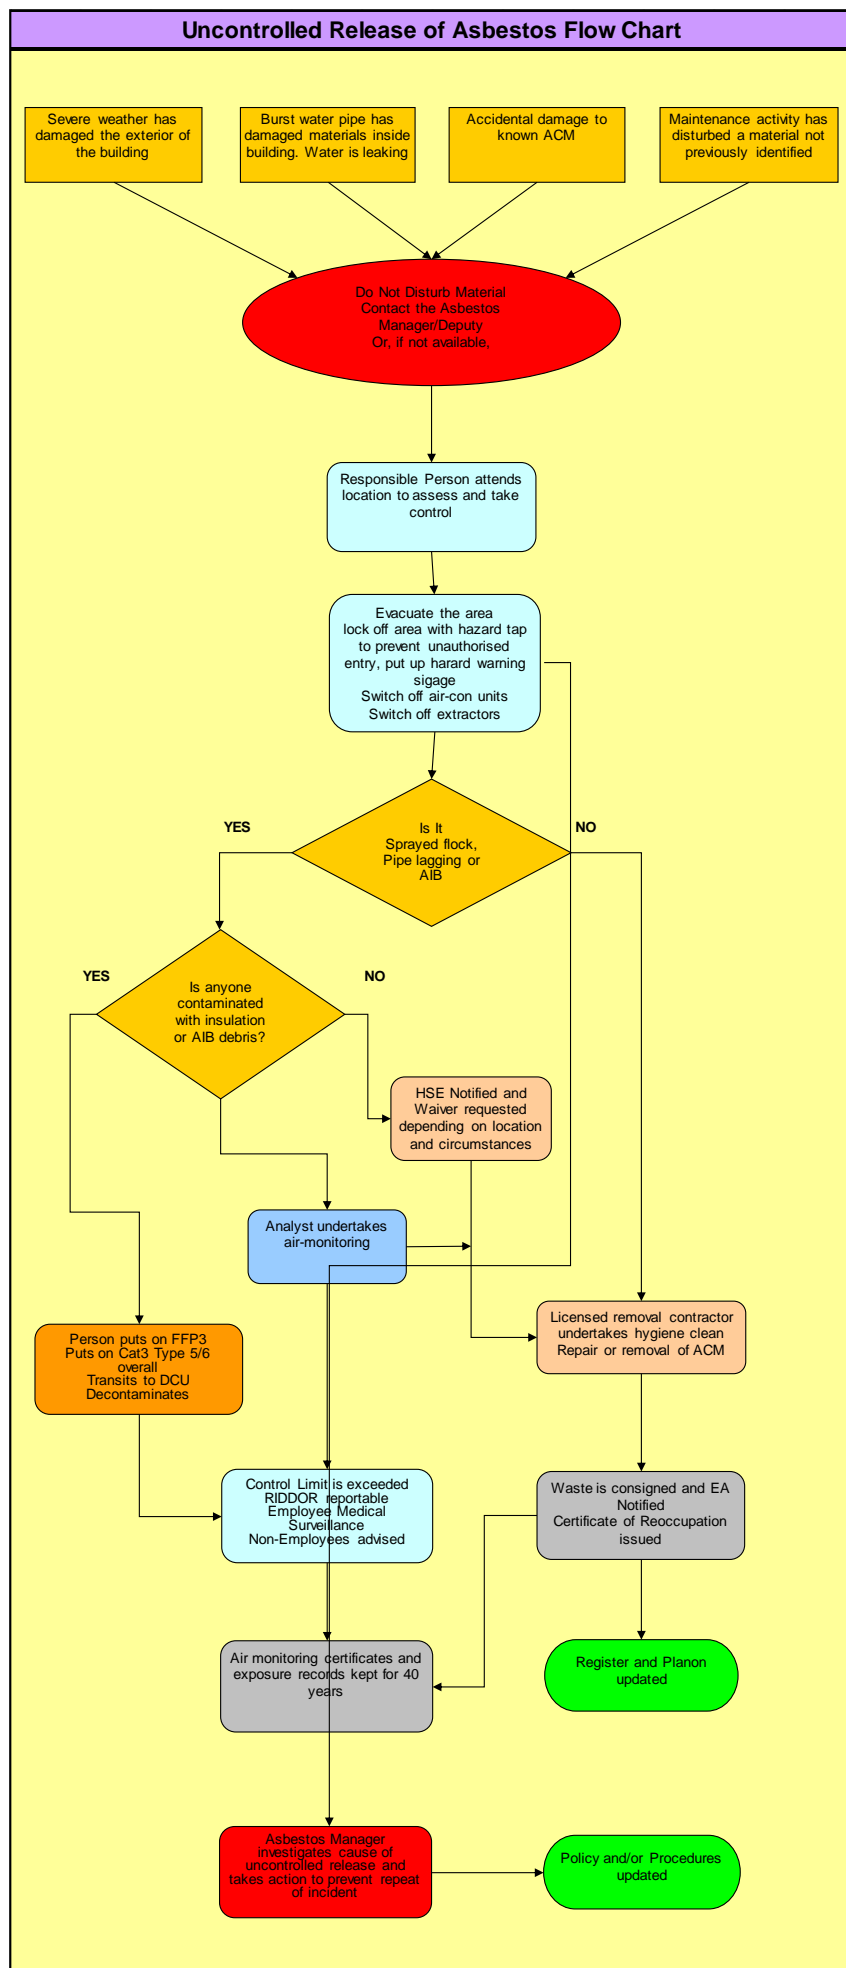 Uncontrolled Release of Asbestos Flow Chart
Severe weather has
damaged the exterior of
the building
Burst water pipe has
damaged materials inside
building. Water is leaking
Accidental damage to
known ACM
Maintenance activity has
disturbed a material not
previously identified
Do Not Disturb Material
Contact the Asbestos
Manager/Deputy
Or, if not available,
Responsible Person attends
location to assess and take
control
Evacuate the area
lock off area with hazard tap
to prevent unauthorised
entry, put up harard warning
sigage
Switch off air-con units
Switch off extractors
YES
Is It
Sprayed flock,
Pipe lagging or
AIB
NO
YES
Is anyone
contaminated
with insulation
or AIB debris?
NO
HSE Notified and
Waiver requested
depending on location
and circumstances
Analyst undertakes
air-monitoring
Person puts on FFP3
Puts on Cat3 Type 5/6
overall
Transits to DCU
Decontaminates
Licensed removal contractor
undertakes hygiene clean
Repair or removal of ACM
Control Limit is exceeded
RIDDOR reportable
Employee Medical
Surveillance
Non-Employees advised
Waste is consigned and EA
Notified
Certificate of Reoccupation
issued
Air monitoring certificates and
exposure records kept for 40
years
Register and Planon
updated
Asbestos Manager
investigates cause of
uncontrolled release and
takes action to prevent repeat
of incident
Policy and/or Procedures
updated